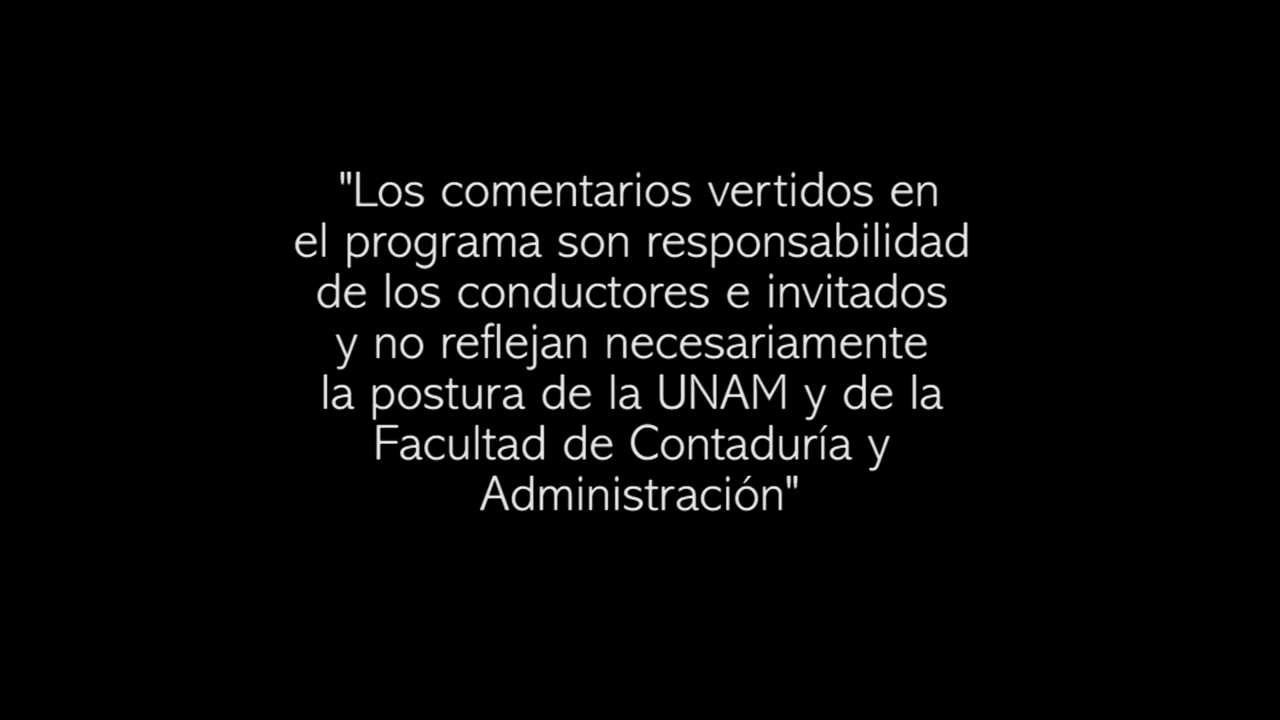 "Los comentarios vertidos en
el programa son responsabilidad
de los conductores e invitados
y no reflejan necesariamente
la postura de la UNAM y de la
Facultad de Contaduría y
Administración"